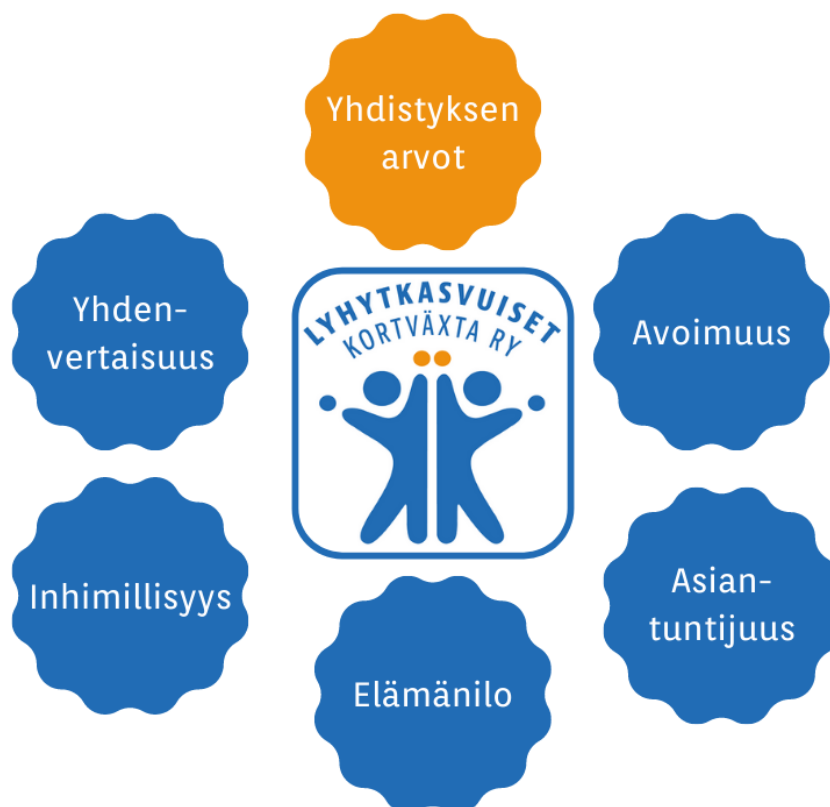 Yhdistyksen
arvot
LYHYTKASVUISET
KORTVÄXTA RY
Yhden-
vertaisuus
Avoimuus
Inhimillisyys
Asian-
tuntijuus
Elämänilo